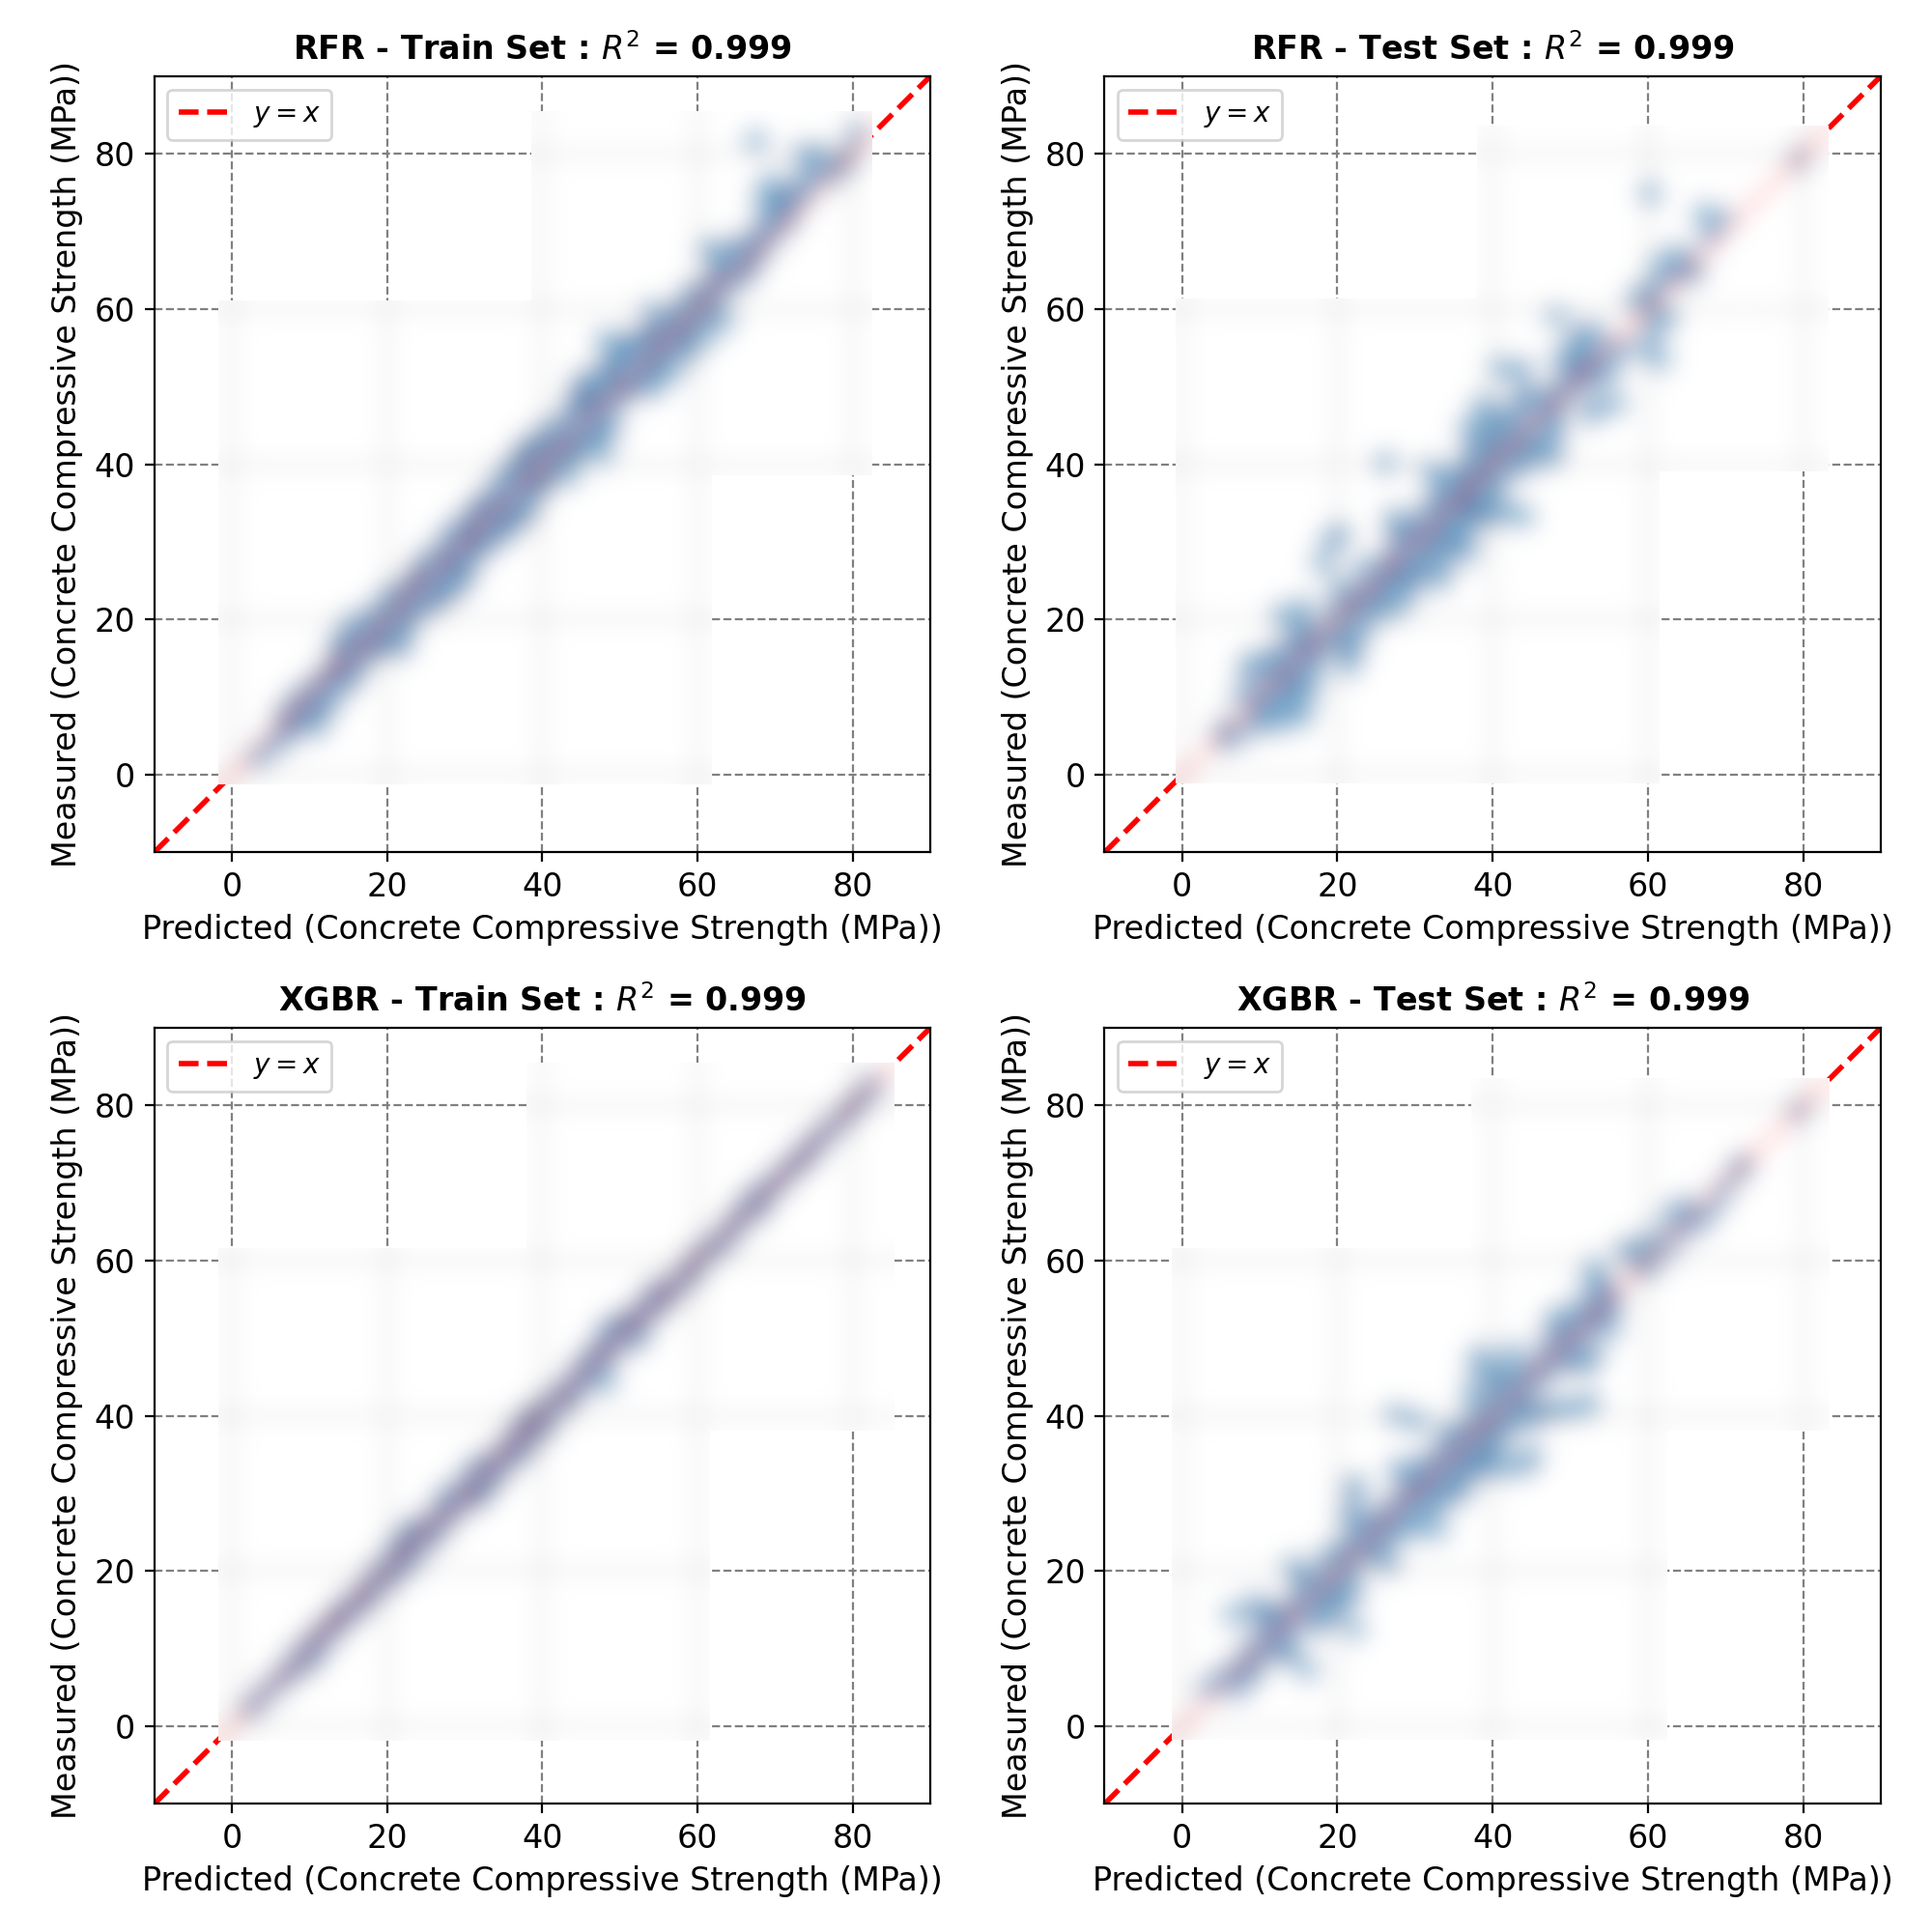 RFR - Train Set : R² = 0.999
y = x
Measured (Concrete Compressive Strength (MPa))
80
60
40
20
0
0 20 40 60 80
Predicted (Concrete Compressive Strength (MPa))
RFR - Test Set : R² = 0.999
y = x
Measured (Concrete Compressive Strength (MPa))
80
60
40
20
0
0 20 40 60 80
Predicted (Concrete Compressive Strength (MPa))
XGBR - Train Set : R² = 0.999
y = x
Measured (Concrete Compressive Strength (MPa))
80
60
40
20
0
0 20 40 60 80
Predicted (Concrete Compressive Strength (MPa))
XGBR - Test Set : R² = 0.999
y = x
Measured (Concrete Compressive Strength (MPa))
80
60
40
20
0
0 20 40 60 80
Predicted (Concrete Compressive Strength (MPa))